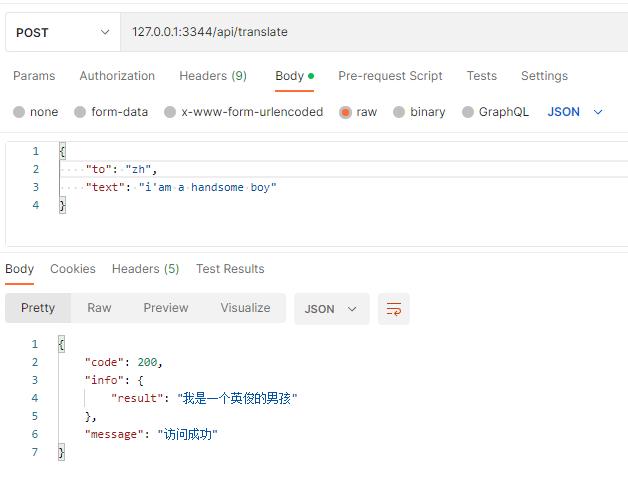 POST 127.0.0.1:3344/api/translate
Params Authorization Headers (9) Body Pre-request Script Tests Settings
none form-data x-www-form-urlencoded raw binary GraphQL JSON
1 {
2 "to": "zh",
3 "text": "i'am a handsome boy"
4 }
Body Cookies Headers (5) Test Results
Pretty Raw Preview Visualize JSON
1 {
2 "code": 200,
3 "info": {
4 "result": "我是一个英俊的男孩"
5 },
6 "message": "访问成功"
7 }